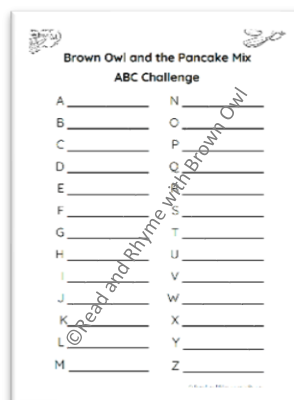 Brown Owl and the Pancake Mix
ABC Challenge
A
B
C
D
E
F
G
H
I
J
K
L
M
N
O
P
Q
R
S
T
U
V
W
X
Y
Z
©Read and Rhyme With Brown Owl